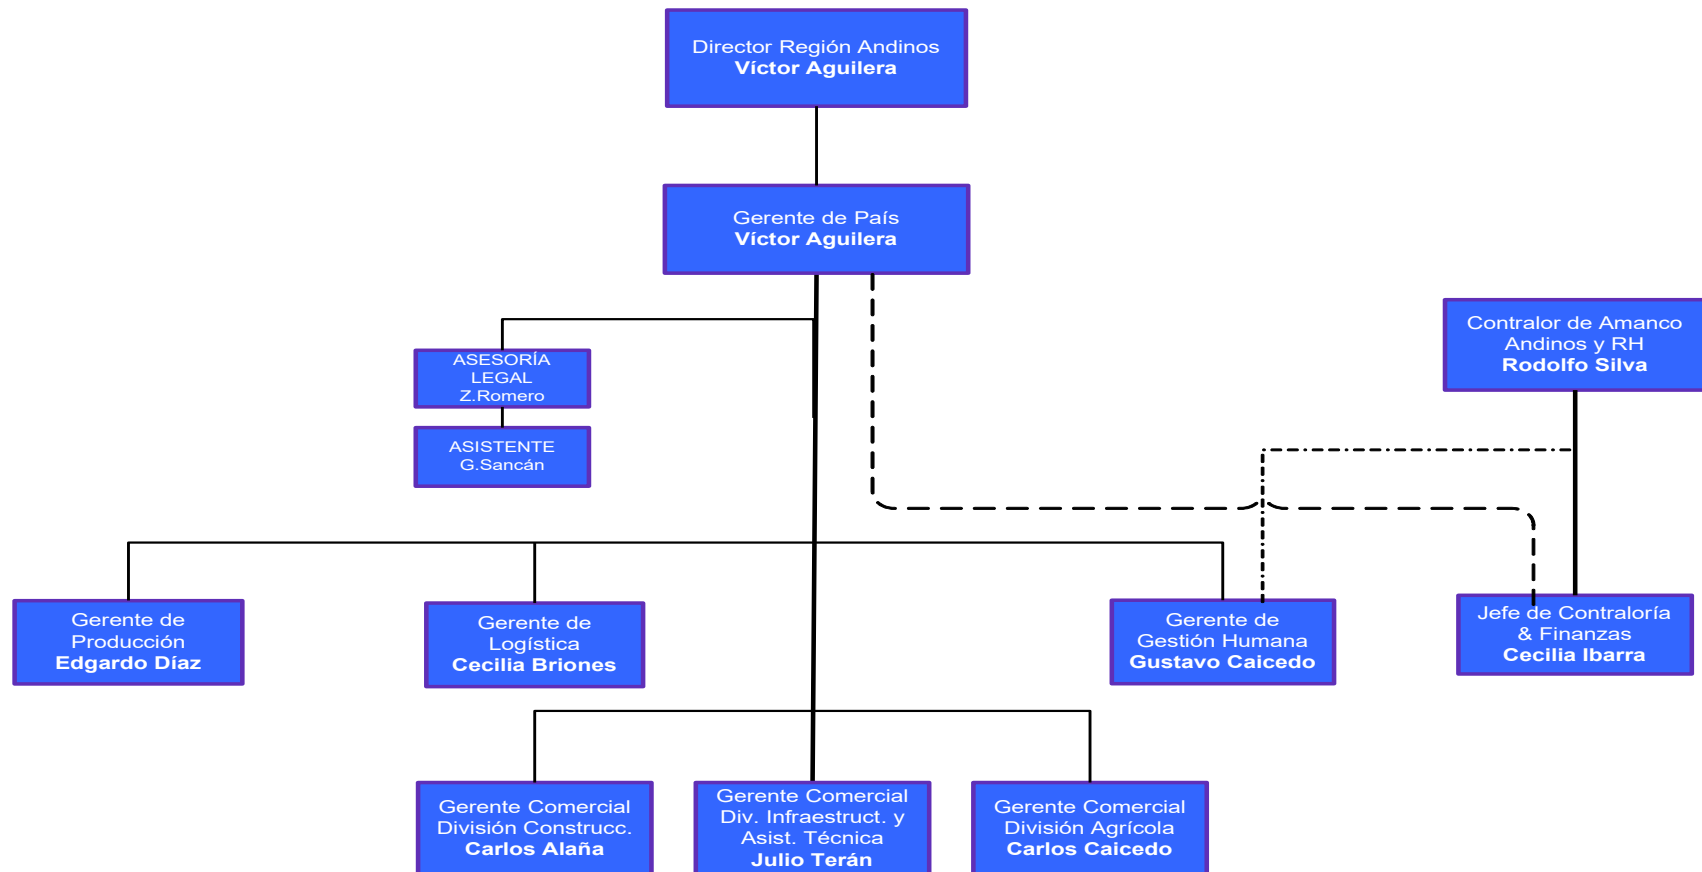 Director Región Andinos
Víctor Aguilera
Gerente de País
Víctor Aguilera
Contralor de Amanco
Andinos y RH
Rodolfo Silva
ASESORÍA
LEGAL
Z.Romero
ASISTENTE
G.Sancán
Gerente de
Producción
Edgardo Díaz
Gerente de
Logística
Cecilia Briones
Gerente de
Gestión Humana
Gustavo Caicedo
Jefe de Contraloría
& Finanzas
Cecilia Ibarra
Gerente Comercial
División Construcc.
Carlos Alaña
Gerente Comercial
Div. Infraestruct. y
Asist. Técnica
Julio Terán
Gerente Comercial
División Agrícola
Carlos Caicedo